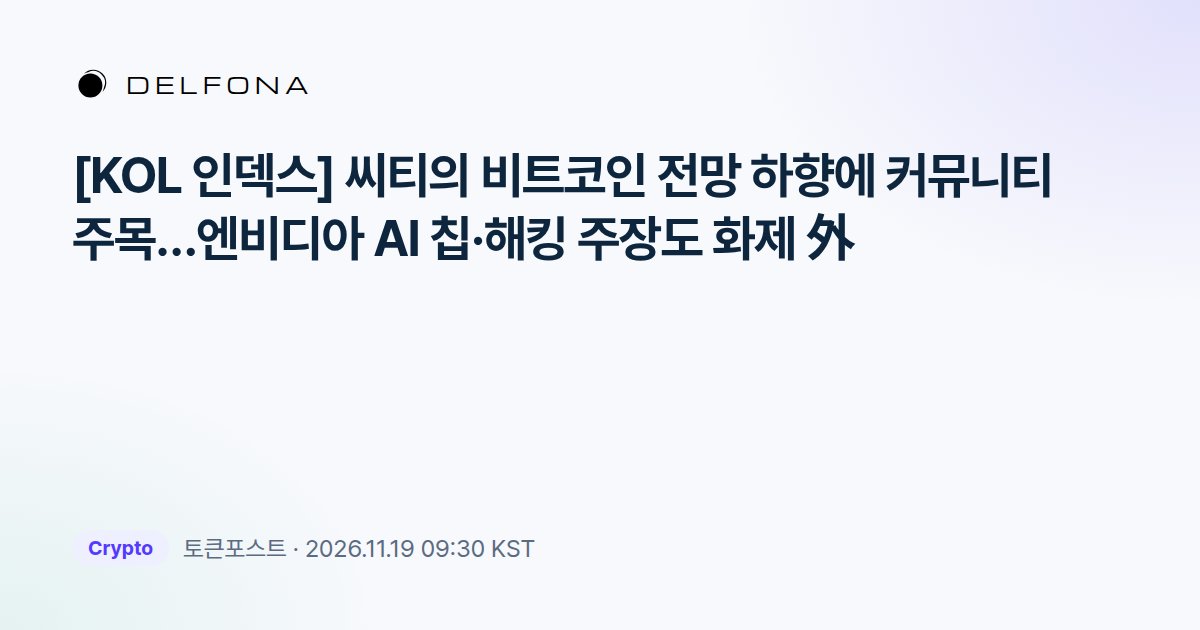 DELFONA
[KOL 인덱스] 씨티의 비트코인 전망 하향에 커뮤니티
주목…엔비디아 AI 칩·해킹 주장도 화제 外
Crypto 토큰포스트 · 2026.11.19 09:30 KST